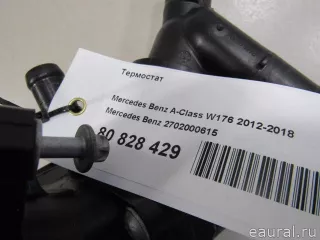 Термостат
Mercedes Benz A-Class W176 2012-2018
Mercedes Benz 2702000615
80 828 429
eaural.ru